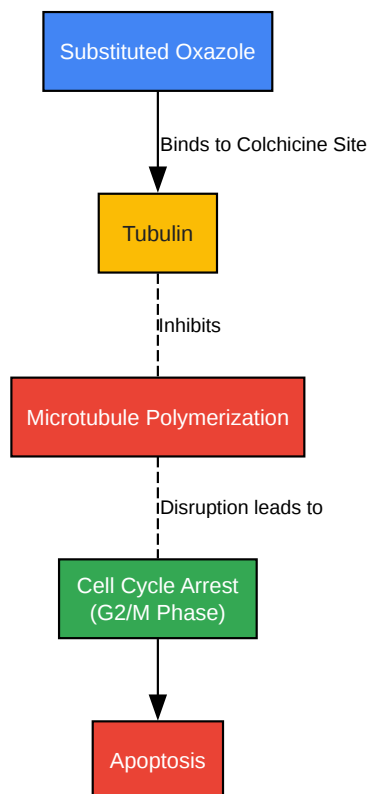 Substituted Oxazole
Binds to Colchicine Site
Tubulin
Inhibits
Microtubule Polymerization
Disruption leads to
Cell Cycle Arrest
(G2/M Phase)
Apoptosis